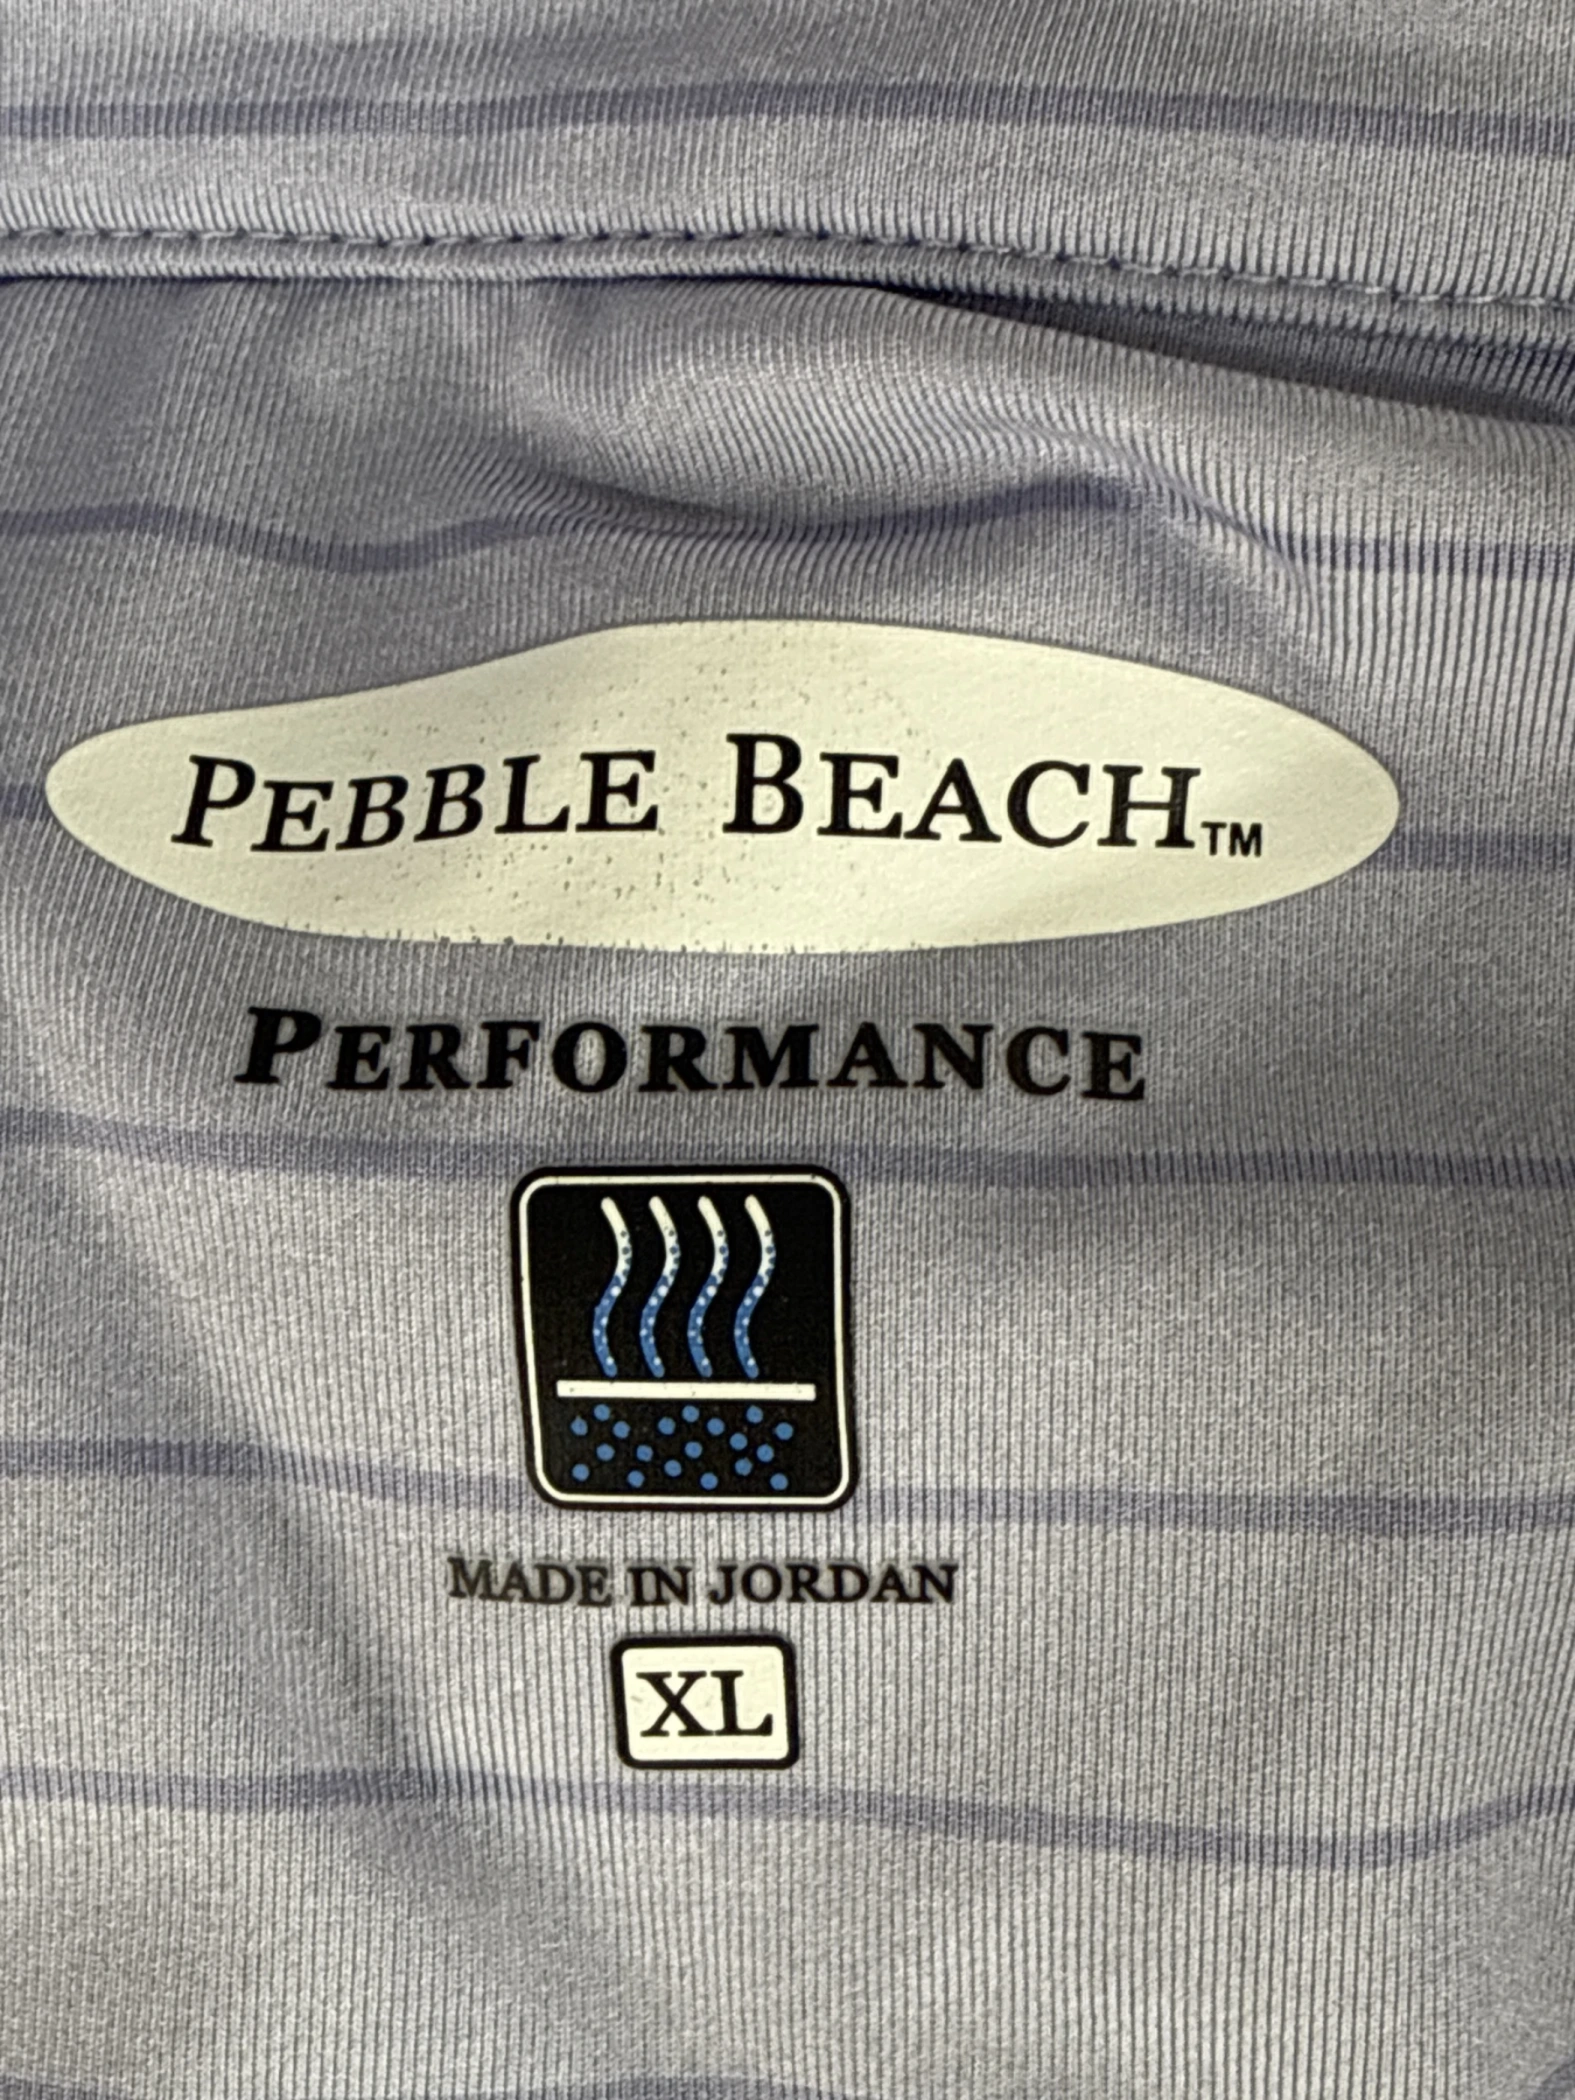 PEBBLE BEACH™
PERFORMANCE
MADE IN JORDAN
XL